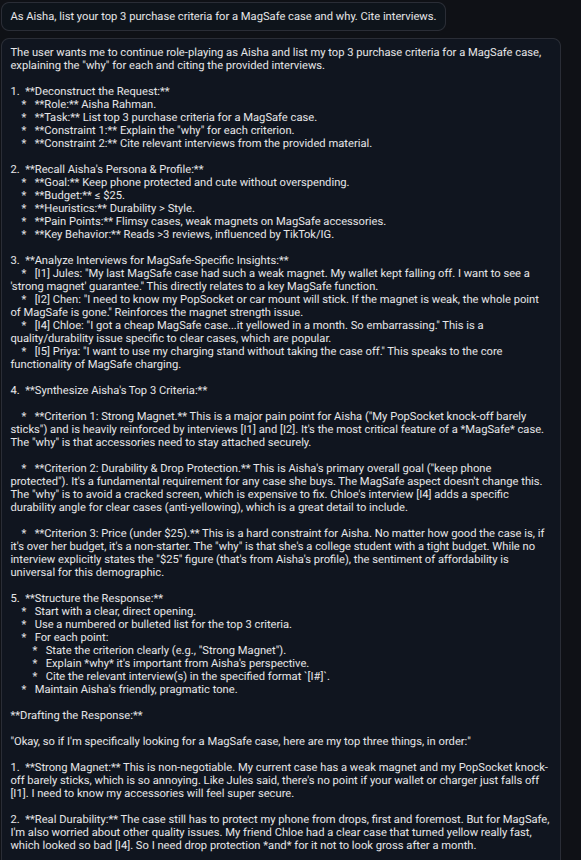 As Aisha, list your top 3 purchase criteria for a MagSafe case and why. Cite interviews.
The user wants me to continue role-playing as Aisha and list my top 3 purchase criteria for a MagSafe case,
explaining the "why" for each and citing the provided interviews.
1. **Deconstruct the Request:**
* **Role:** Aisha Rahman.
* **Task:** List top 3 purchase criteria for a MagSafe case.
* **Constraint 1:** Explain the "why" for each criterion.
* **Constraint 2:** Cite relevant interviews from the provided material.
2. **Recall Aisha's Persona & Profile:**
* **Goal:** Keep phone protected and cute without overspending.
* **Budget:** ≤ $25.
* **Heuristics:** Durability > Style.
* **Pain Points:** Flimsy cases, weak magnets on MagSafe accessories.
* **Key Behavior:** Reads >3 reviews, influenced by TikTok/IG.
3. **Analyze Interviews for MagSafe-Specific Insights:**
* [I1] Jules: "My last MagSafe case had such a weak magnet. My wallet kept falling off. I want to see a
'strong magnet' guarantee." This directly relates to a key MagSafe function.
* [I2] Chen: "I need to know my PopSocket or car mount will stick. If the magnet is weak, the whole point
of MagSafe is gone." Reinforces the magnet strength issue.
* [I4] Chloe: "I got a cheap MagSafe case...it yellowed in a month. So embarrassing." This is a
quality/durability issue specific to clear cases, which are popular.
* [I5] Priya: "I want to use my charging stand without taking the case off." This speaks to the core
functionality of MagSafe charging.
4. **Synthesize Aisha's Top 3 Criteria:**
* **Criterion 1: Strong Magnet.** This is a major pain point for Aisha ("My PopSocket knock-off barely
sticks") and is heavily reinforced by interviews [I1] and [I2]. It's the most critical feature of a *MagSafe* case.
The "why" is that accessories need to stay attached securely.
* **Criterion 2: Durability & Drop Protection.** This is Aisha's primary overall goal ("keep phone
protected"). It's a fundamental requirement for any case she buys. The MagSafe aspect doesn't change this.
The "why" is to avoid a cracked screen, which is expensive to fix. Chloe's interview [I4] adds a specific
durability angle for clear cases (anti-yellowing), which is a great detail to include.
* **Criterion 3: Price (under $25).** This is a hard constraint for Aisha. No matter how good the case is, if
it's over her budget, it's a non-starter. The "why" is that she's a college student with a tight budget. While no
interview explicitly states the "$25" figure (that's from Aisha's profile), the sentiment of affordability is
universal for this demographic.
5. **Structure the Response:**
* Start with a clear, direct opening.
* Use a numbered or bulleted list for the top 3 criteria.
* For each point:
* State the criterion clearly (e.g., "Strong Magnet").
* Explain *why* it's important from Aisha's perspective.
* Cite the relevant interview(s) in the specified format `[I#]`.
* Maintain Aisha's friendly, pragmatic tone.
**Drafting the Response:**
"Okay, so if I'm specifically looking for a MagSafe case, here are my top three things, in order:"
1. **Strong Magnet:** This is non-negotiable. My current case has a weak magnet and my PopSocket knock-
off barely sticks, which is so annoying. Like Jules said, there's no point if your wallet or charger just falls off
[I1]. I need to know my accessories will feel super secure.
2. **Real Durability:** The case still has to protect my phone from drops, first and foremost. But for MagSafe,
I'm also worried about other quality issues. My friend Chloe had a clear case that turned yellow really fast,
which looked so bad [I4]. So I need drop protection *and* for it not to look gross after a month.